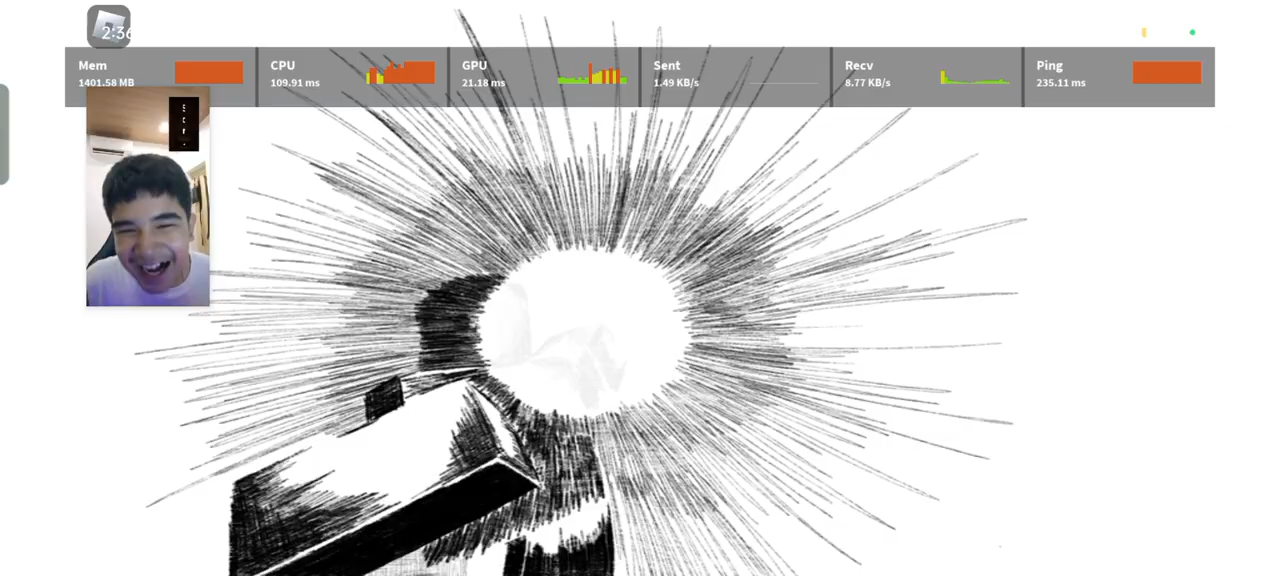 2:36
Mem
1401.58 MB
CPU
109.91 ms
GPU
21.18 ms
Sent
1.49 KB/s
Recv
8.77 KB/s
Ping
235.11 ms